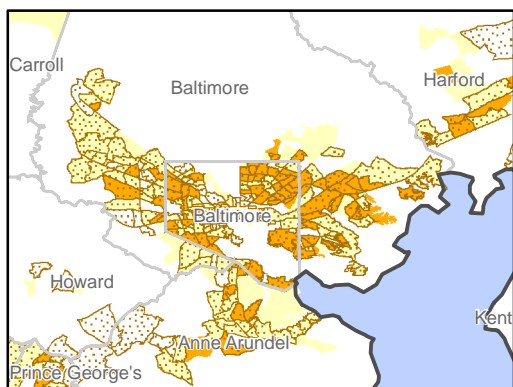 Carroll
Baltimore
Harford
Baltimore
Howard
Kent
Anne Arundel
Prince George's